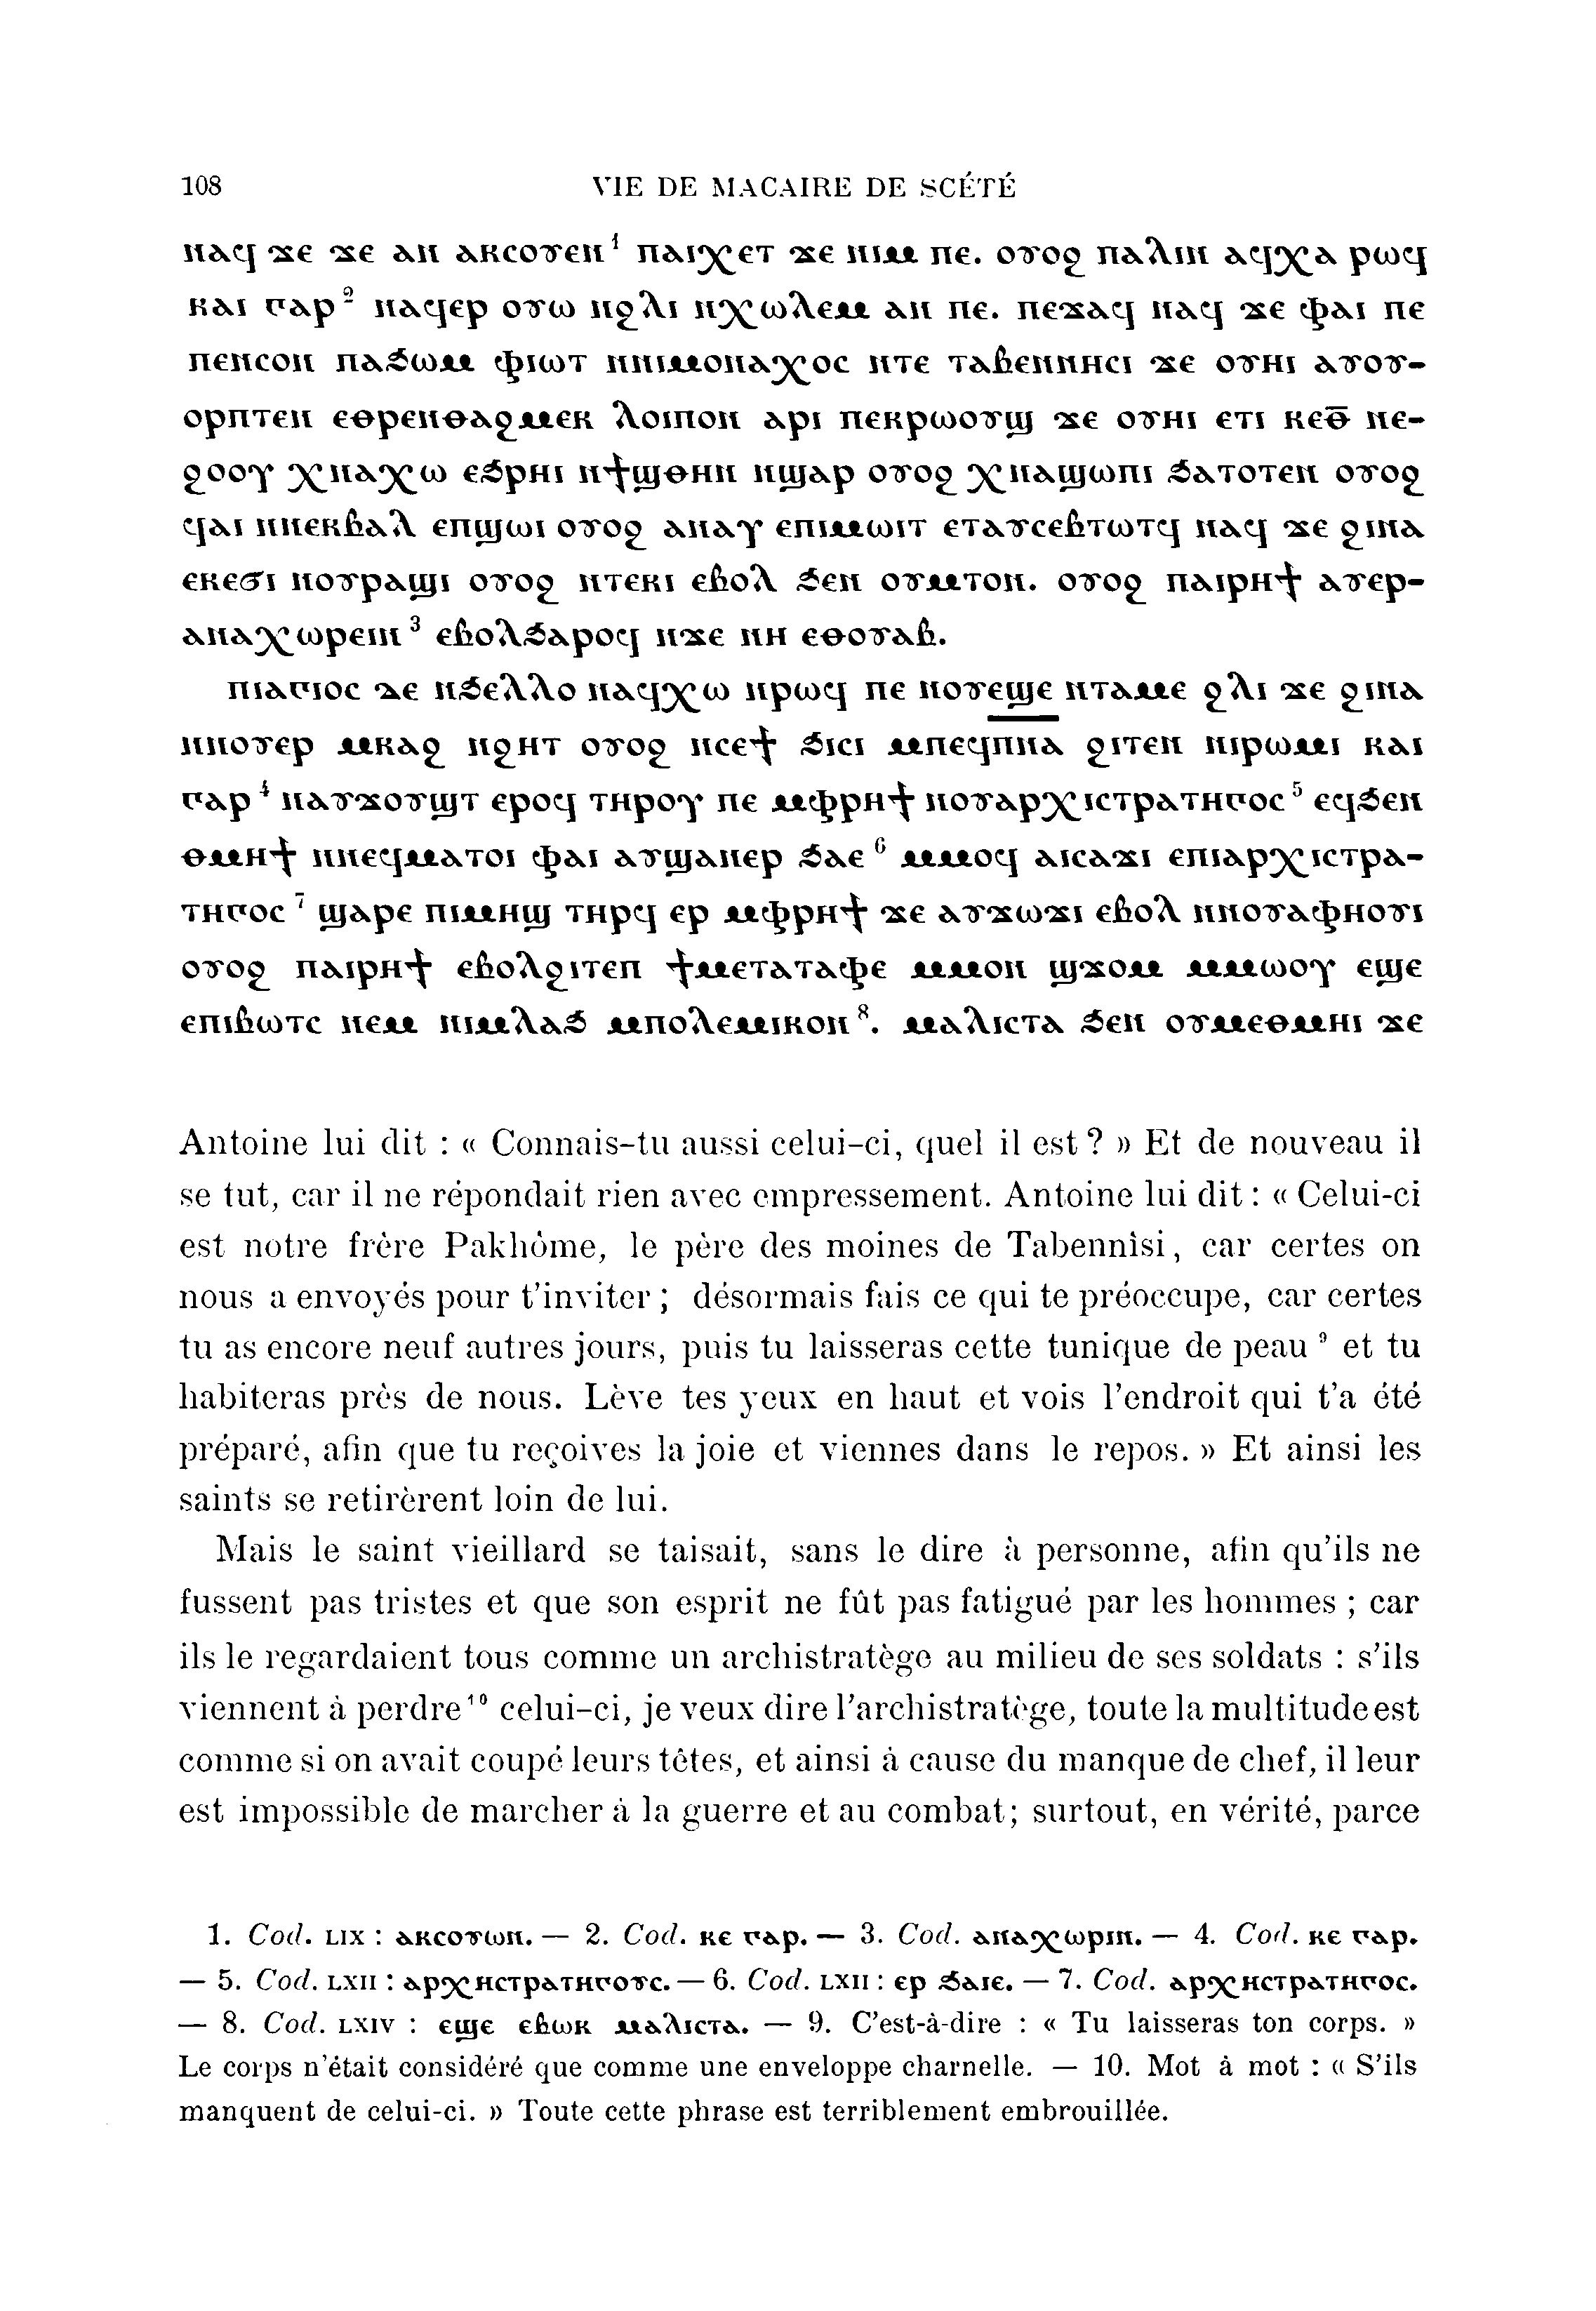 108 VIE DE MACAIRE DE SCÉTÉ
ⲛⲁϥ ϫⲉ ϫⲉ ⲁⲛ ⲁⲕⲥⲟⲩⲉⲛ¹ ⲡⲁⲓⲭⲉⲧ ϫⲉ ⲛⲓⲙ ⲡⲉ. ⲟⲩⲟϩ ⲡⲁⲗⲓⲛ ⲁϥⲭⲁ ⲣⲱϥ
ⲕⲁⲓ ⲅⲁⲣ² ⲛⲁϥⲉⲣ ⲟⲩⲱ ⲛϩⲗⲓ ⲛⲭⲱⲗⲉⲙ ⲁⲛ ⲡⲉ. ⲡⲉϫⲁϥ ⲛⲁϥ ϫⲉ ⲫⲁⲓ ⲡⲉ
ⲡⲉⲛⲥⲟⲛ ⲡⲁϧⲱⲙ ⲫⲓⲱⲧ ⲛⲛⲓⲙⲟⲛⲁⲭⲟⲥ ⲛⲧⲉ ⲧⲁⲃⲉⲛⲛⲏⲥⲓ ϫⲉ ⲟⲩⲏⲓ ⲁⲩⲟⲩ-
ⲟⲣⲡⲧⲉⲛ ⲉⲑⲣⲉⲛⲑⲁϩⲙⲉⲕ ⲗⲟⲓⲡⲟⲛ ⲁⲣⲓ ⲡⲉⲕⲣⲱⲟⲩϣ ϫⲉ ⲟⲩⲏⲓ ⲉⲧⲓ ⲕⲉⲑ̅ ⲛⲉ-
ϩⲟⲟⲩ ⲭⲛⲁⲭⲱ ⲉϧⲣⲏⲓ ⲛϯϣⲑⲏⲛ ⲛϣⲁⲣ ⲟⲩⲟϩ ⲭⲛⲁϣⲱⲡⲓ ϧⲁⲧⲟⲧⲉⲛ ⲟⲩⲟϩ
ϥⲁⲓ ⲛⲛⲉⲕⲃⲁⲗ ⲉⲡϣⲱⲓ ⲟⲩⲟϩ ⲁⲛⲁⲩ ⲉⲡⲓⲙⲱⲓⲧ ⲉⲧⲁⲩⲥⲉⲃⲧⲱⲧϥ ⲛⲁϥ ϫⲉ ϩⲓⲛⲁ
ⲉⲕⲉϭⲓ ⲛⲟⲩⲣⲁϣⲓ ⲟⲩⲟϩ ⲛⲧⲉⲕⲓ ⲉⲃⲟⲗ ϧⲉⲛ ⲟⲩⲙⲧⲟⲛ. ⲟⲩⲟϩ ⲡⲁⲓⲣⲏϯ ⲁⲩⲉⲣ-
ⲁⲛⲁⲭⲱⲣⲉⲓⲛ³ ⲉⲃⲟⲗϧⲁⲣⲟϥ ⲛϫⲉ ⲛⲏ ⲉⲑⲟⲩⲁⲃ.
ⲡⲓⲁⲅⲓⲟⲥ ⲇⲉ ⲛϧⲉⲗⲗⲟ ⲛⲁϥⲭⲱ ⲛⲣⲱϥ ⲡⲉ ⲛⲟⲩⲉϣⲉ ⲛⲧⲁⲙⲉ ϩⲗⲓ ϫⲉ ϩⲓⲛⲁ
ⲛⲛⲟⲩⲉⲣ ⲙⲕⲁϩ ⲛϩⲏⲧ ⲟⲩⲟϩ ⲛⲥⲉϯ ϧⲓⲥⲓ ⲙⲡⲉϥⲡⲛⲁ ϩⲓⲧⲉⲛ ⲛⲓⲣⲱⲙⲓ ⲕⲁⲓ
ⲅⲁⲣ⁴ ⲛⲁⲩϫⲟⲩϣⲧ ⲉⲣⲟϥ ⲧⲏⲣⲟⲩ ⲡⲉ ⲙⲫⲣⲏϯ ⲛⲟⲩⲁⲣⲭⲓⲥⲧⲣⲁⲧⲏⲅⲟⲥ⁵ ⲉϥϧⲉⲛ
ⲑⲙⲏϯ ⲛⲛⲉϥⲙⲁⲧⲟⲓ ⲫⲁⲓ ⲁⲩϣⲁⲛⲉⲣ ϧⲁⲉ⁶ ⲙⲙⲟϥ ⲁⲓⲥⲁϫⲓ ⲉⲡⲓⲁⲣⲭⲓⲥⲧⲣⲁ-
ⲧⲏⲅⲟⲥ⁷ ϣⲁⲣⲉ ⲡⲓⲙⲏϣ ⲧⲏⲣϥ ⲉⲣ ⲙⲫⲣⲏϯ ϫⲉ ⲁⲩϫⲱϫⲓ ⲉⲃⲟⲗ ⲛⲛⲟⲩⲁⲫⲏⲟⲩⲓ
ⲟⲩⲟϩ ⲡⲁⲓⲣⲏϯ ⲉⲃⲟⲗϩⲓⲧⲉⲛ ϯⲙⲉⲧⲁⲧⲁⲫⲉ ⲙⲙⲟⲛ ϣϫⲟⲙ ⲙⲙⲱⲟⲩ ⲉϣⲉ
ⲉⲡⲓⲃⲱⲧⲥ ⲛⲉⲙ ⲛⲓⲙⲗⲁϧ ⲙⲡⲟⲗⲉⲙⲓⲕⲟⲛ⁸. ⲙⲁⲗⲓⲥⲧⲁ ϧⲉⲛ ⲟⲩⲙⲉⲑⲙⲏⲓ ϫⲉ
Antoine lui dit : « Connais-tu aussi celui-ci, quel il est ? » Et de nouveau il
se tut, car il ne répondait rien avec empressement. Antoine lui dit : « Celui-ci
est notre frère Pakhôme, le père des moines de Tabennîsi, car certes on
nous a envoyés pour t'inviter ; désormais fais ce qui te préoccupe, car certes
tu as encore neuf autres jours, puis tu laisseras cette tunique de peau ⁹ et tu
habiteras près de nous. Lève tes yeux en haut et vois l'endroit qui t'a été
préparé, afin que tu reçoives la joie et viennes dans le repos. » Et ainsi les
saints se retirèrent loin de lui.
Mais le saint vieillard se taisait, sans le dire à personne, afin qu'ils ne
fussent pas tristes et que son esprit ne fût pas fatigué par les hommes ; car
ils le regardaient tous comme un archistratège au milieu de ses soldats : s'ils
viennent à perdre¹⁰ celui-ci, je veux dire l'archistratège, toute la multitude est
comme si on avait coupé leurs têtes, et ainsi à cause du manque de chef, il leur
est impossible de marcher à la guerre et au combat; surtout, en vérité, parce
1. Cod. LIX : ⲁⲕⲥⲟⲩⲱⲛ. — 2. Cod. ⲕⲉ ⲅⲁⲣ. — 3. Cod. ⲁⲛⲁⲭⲱⲣⲓⲛ. — 4. Cod. ⲕⲉ ⲅⲁⲣ.
— 5. Cod. LXII : ⲁⲣⲭⲏⲥⲧⲣⲁⲧⲏⲅⲟⲩⲥ. — 6. Cod. LXII : ⲉⲣ ϧⲁⲓⲉ. — 7. Cod. ⲁⲣⲭⲏⲥⲧⲣⲁⲧⲏⲅⲟⲥ.
— 8. Cod. LXIV : ⲉϣⲉ ⲉⲃⲱⲕ ⲙⲁⲗⲓⲥⲧⲁ. — 9. C'est-à-dire : « Tu laisseras ton corps. »
Le corps n'était considéré que comme une enveloppe charnelle. — 10. Mot à mot : « S'ils
manquent de celui-ci. » Toute cette phrase est terriblement embrouillée.